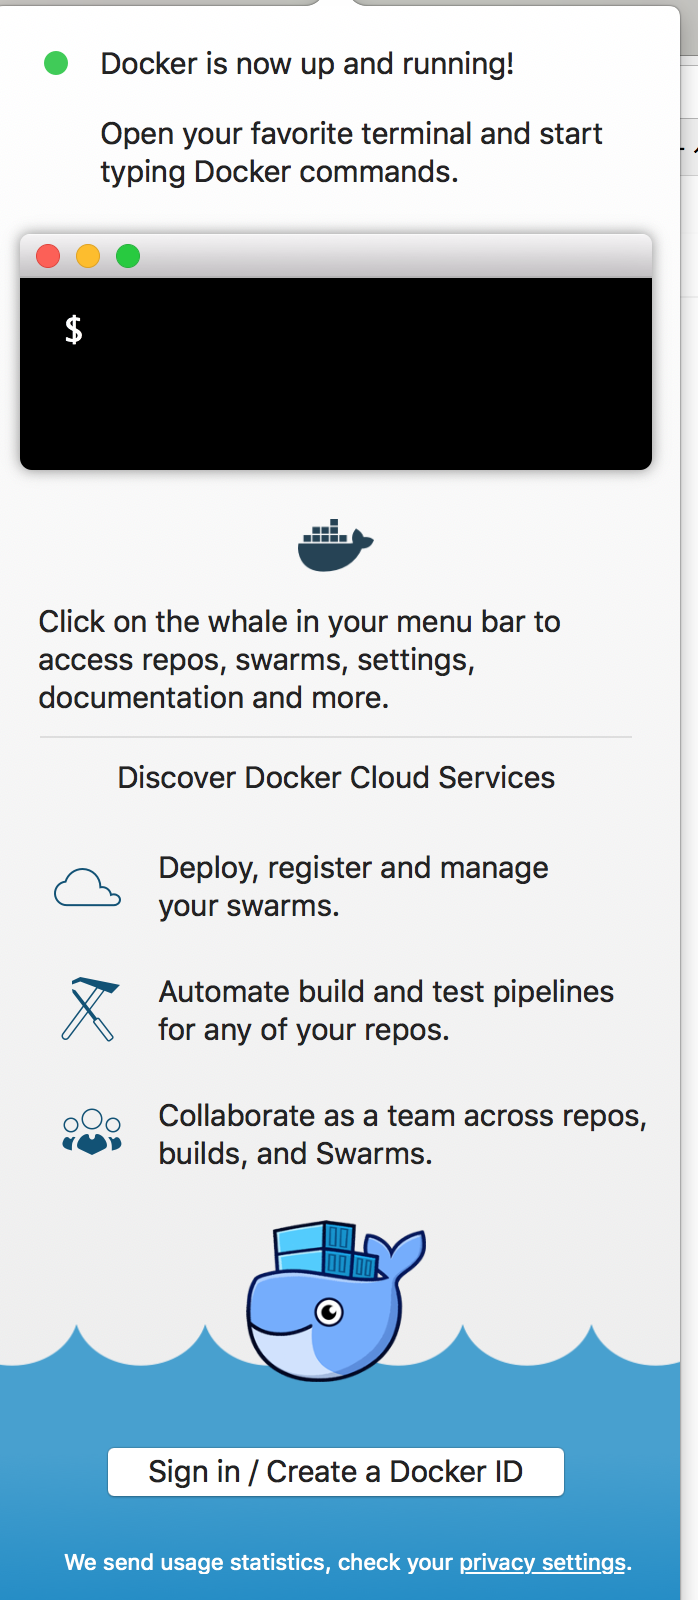 Docker is now up and running!
Open your favorite terminal and start
typing Docker commands.
$
Click on the whale in your menu bar to
access repos, swarms, settings,
documentation and more.
Discover Docker Cloud Services
Deploy, register and manage
your swarms.
Automate build and test pipelines
for any of your repos.
Collaborate as a team across repos,
builds, and Swarms.
Sign in / Create a Docker ID
We send usage statistics, check your privacy settings.